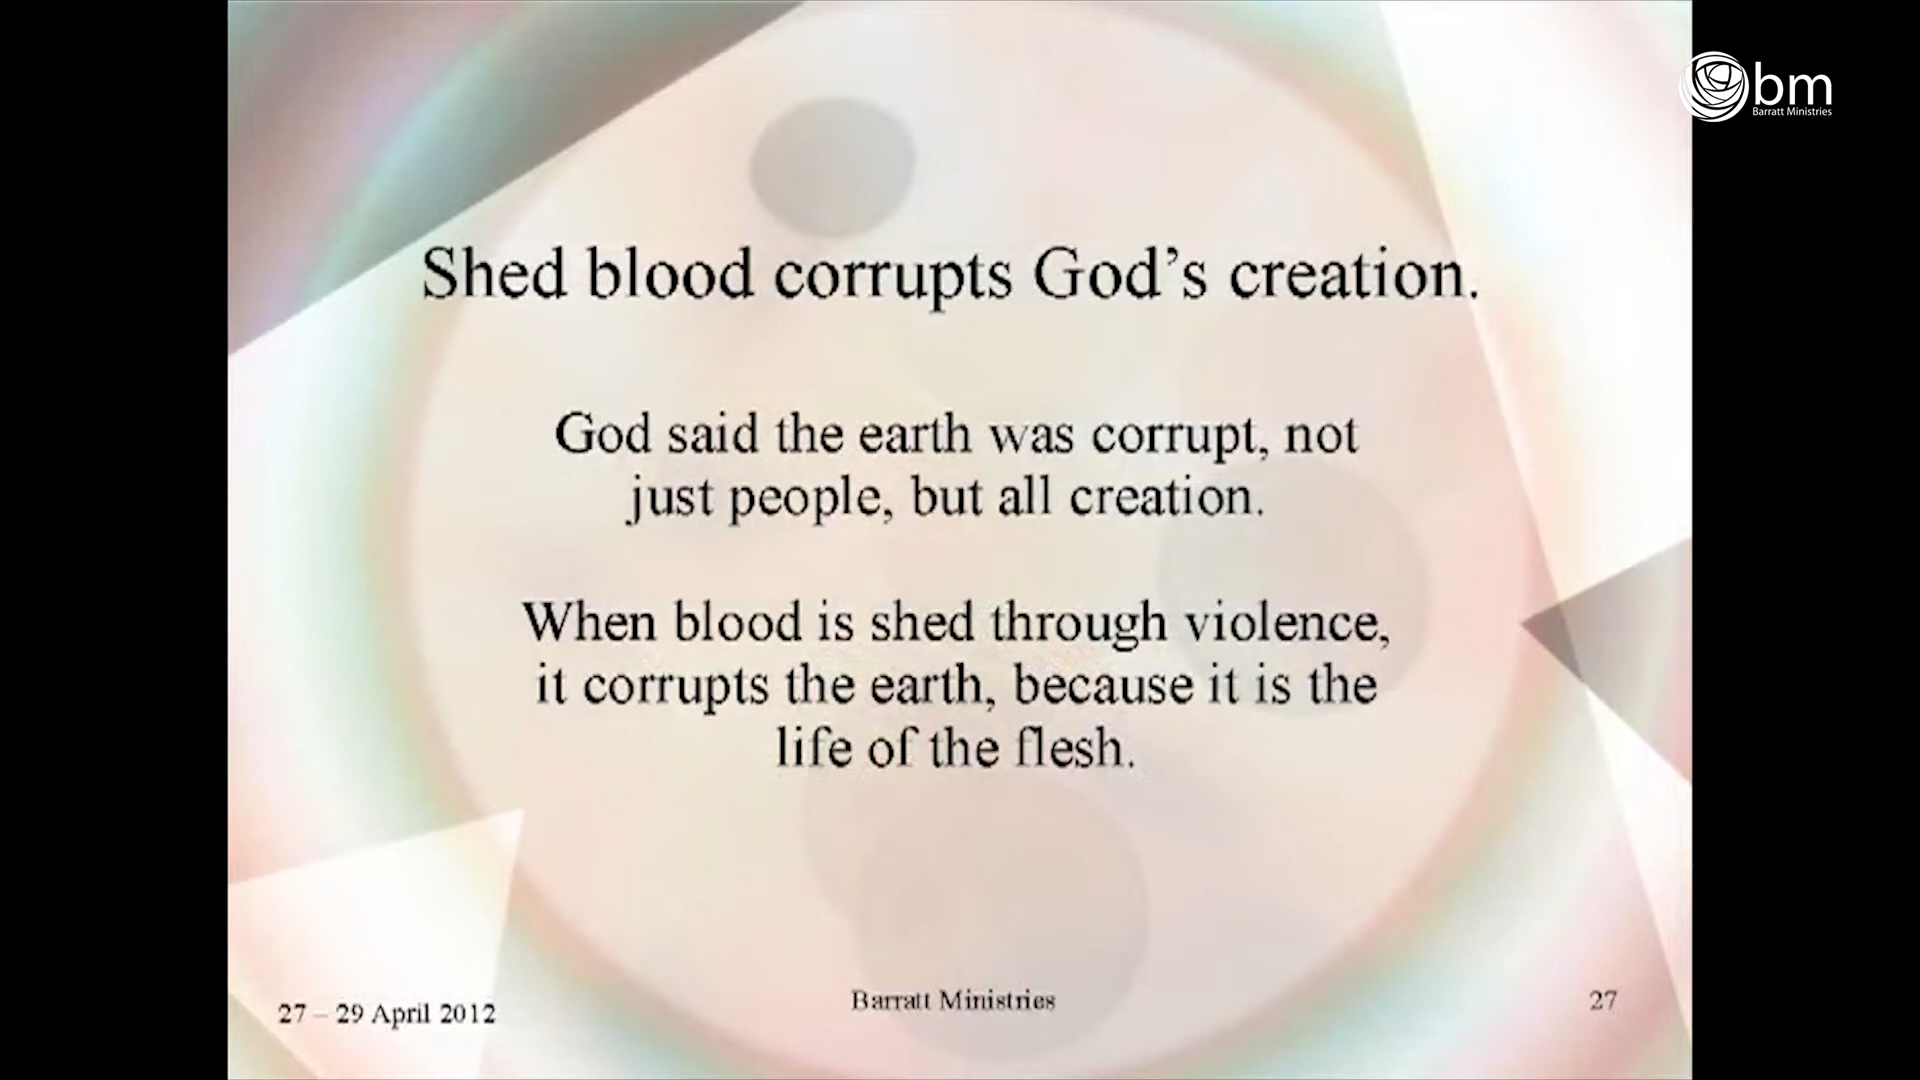 bm
Barratt Ministries
Shed blood corrupts God’s creation.
God said the earth was corrupt, not
just people, but all creation.
When blood is shed through violence,
it corrupts the earth, because it is the
life of the flesh.
27 – 29 April 2012
Barratt Ministries
27